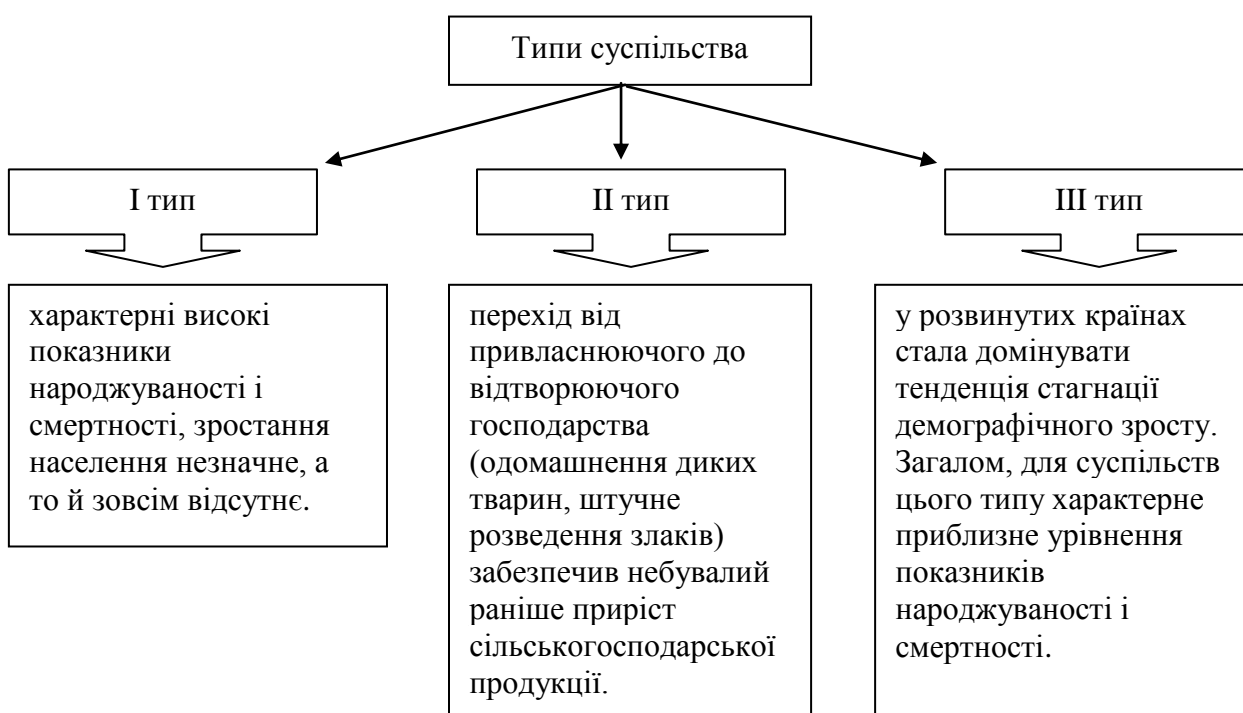 Типи суспільства
І тип
ІІ тип
ІІІ тип
характерні високі
показники
народжуваності і
смертності, зростання
населення незначне, а
то й зовсім відсутнє.
перехід від
привласнюючого до
відтворюючого
господарства
(одомашнення диких
тварин, штучне
розведення злаків)
забезпечив небувалий
раніше приріст
сільськогосподарської
продукції.
у розвинутих країнах
стала домінувати
тенденція стагнації
демографічного зросту.
Загалом, для суспільств
цього типу характерне
приблизне урівнення
показників
народжуваності і
смертності.